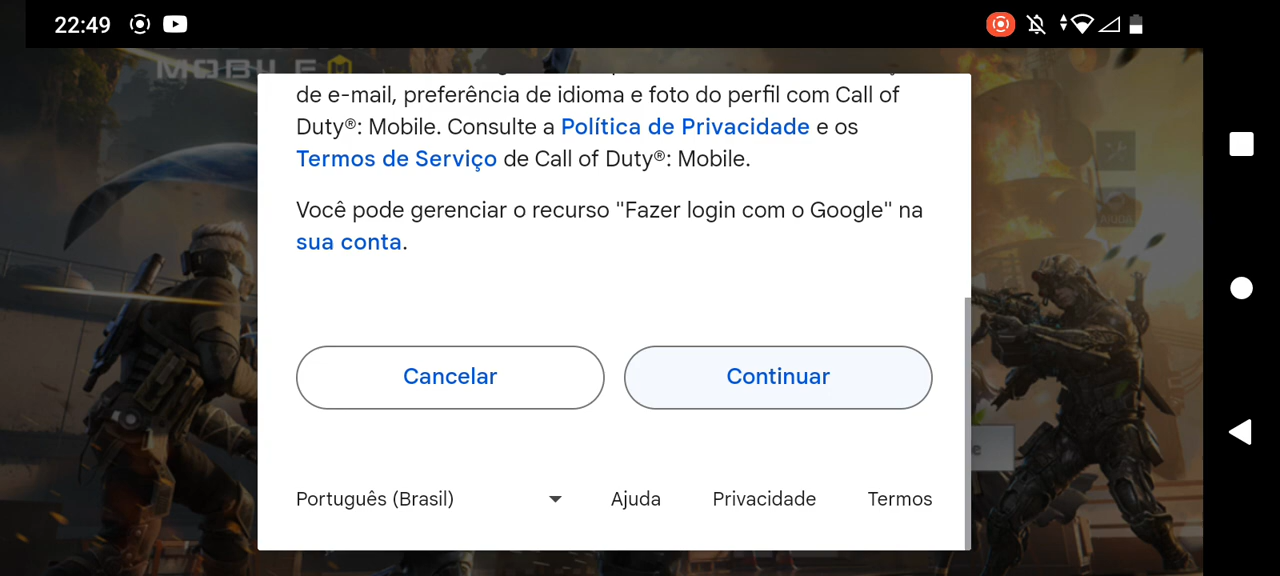 22:49
MOBILE
de e-mail, preferência de idioma e foto do perfil com Call of
Duty®: Mobile. Consulte a Política de Privacidade e os
Termos de Serviço de Call of Duty®: Mobile.
Você pode gerenciar o recurso "Fazer login com o Google" na
sua conta.
Cancelar
Continuar
Português (Brasil)
Ajuda
Privacidade
Termos